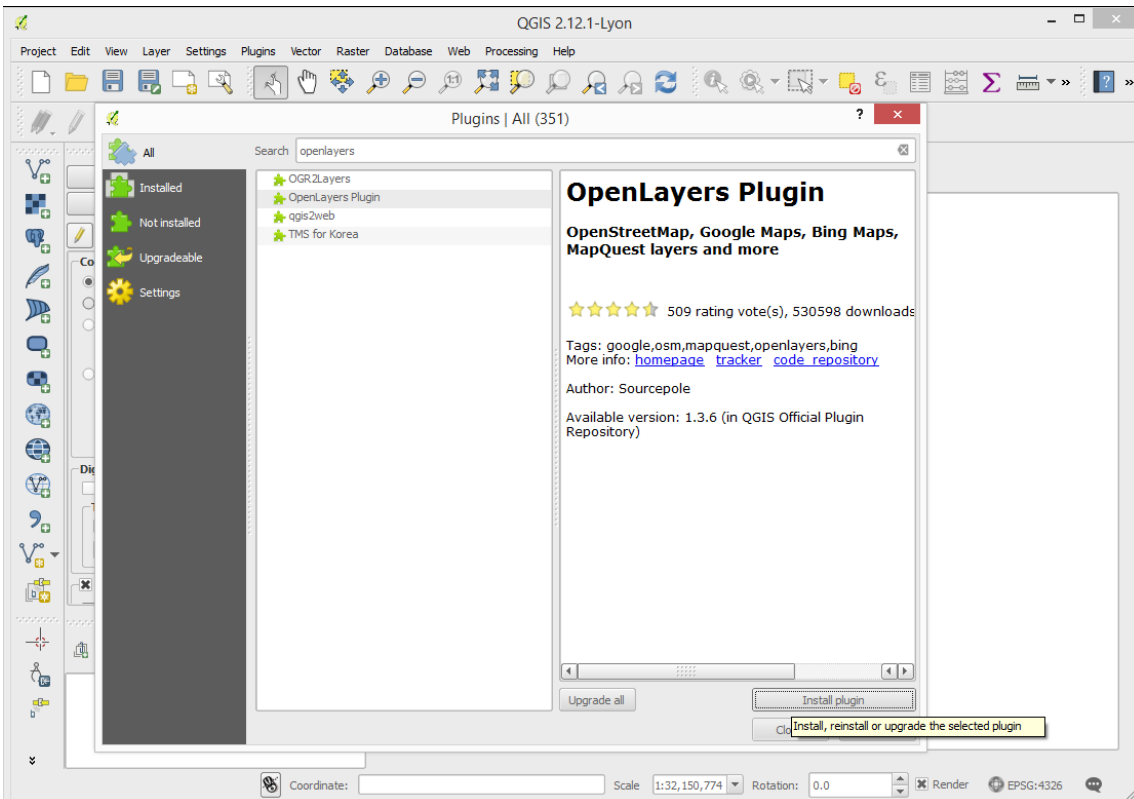 QGIS 2.12.1-Lyon
Project Edit View Layer Settings Plugins Vector Raster Database Web Processing Help
Plugins | All (351)
?
All
Search openlayers
Installed
Not installed
Upgradeable
Settings
OGR2Layers
OpenLayers Plugin
qgis2web
TMS for Korea
OpenLayers Plugin
OpenStreetMap, Google Maps, Bing Maps,
MapQuest layers and more
509 rating vote(s), 530598 downloads
Tags: google,osm,mapquest,openlayers,bing
More info: homepage tracker code repository
Author: Sourcepole
Available version: 1.3.6 (in QGIS Official Plugin
Repository)
Upgrade all
Install plugin
Install, reinstall or upgrade the selected plugin
Coordinate:
Scale 1:32,150,774
Rotation: 0.0
Render
EPSG:4326